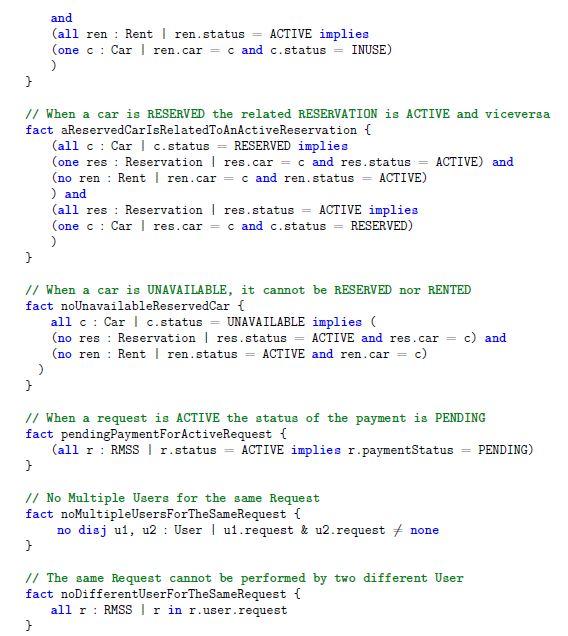 and
(all ren : Rent | ren.status = ACTIVE implies
(one c : Car | ren.car = c and c.status = INUSE)
)
}
// When a car is RESERVED the related RESERVATION is ACTIVE and viceversa
fact aReservedCarIsRelatedToAnActiveReservation {
(all c : Car | c.status = RESERVED implies
(one res : Reservation | res.car = c and res.status = ACTIVE) and
(no ren : Rent | ren.car = c and ren.status = ACTIVE)
) and
(all res : Reservation | res.status = ACTIVE implies
(one c : Car | res.car = c and c.status = RESERVED)
)
}
// When a car is UNAVAILABLE, it cannot be RESERVED nor RENTED
fact noUnavailableReservedCar {
all c : Car | c.status = UNAVAILABLE implies (
(no res : Reservation | res.status = ACTIVE and res.car = c) and
(no ren : Rent | ren.status = ACTIVE and ren.car = c)
)
}
// When a request is ACTIVE the status of the payment is PENDING
fact pendingPaymentForActiveRequest {
(all r : RMSS | r.status = ACTIVE implies r.paymentStatus = PENDING)
}
// No Multiple Users for the same Request
fact noMultipleUsersForTheSameRequest {
no disj u1, u2 : User | u1.request & u2.request ≠ none
}
// The same Request cannot be performed by two different User
fact noDifferentUserForTheSameRequest {
all r : RMSS | r in r.user.request
}